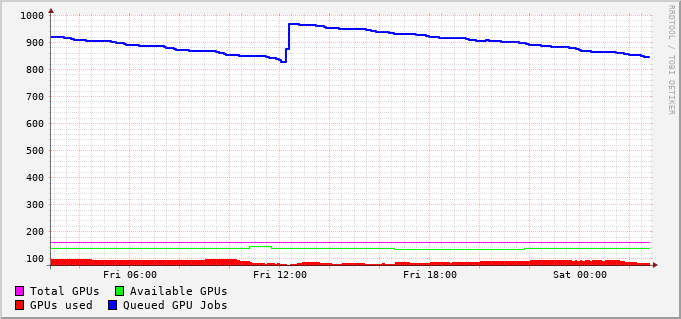 1000
900
800
700
600
500
400
300
200
100
Fri 06:00 Fri 12:00 Fri 18:00 Sat 00:00
Total GPUs Available GPUs
GPUs used Queued GPU Jobs
RRDTOOL / TOBI OETIKER